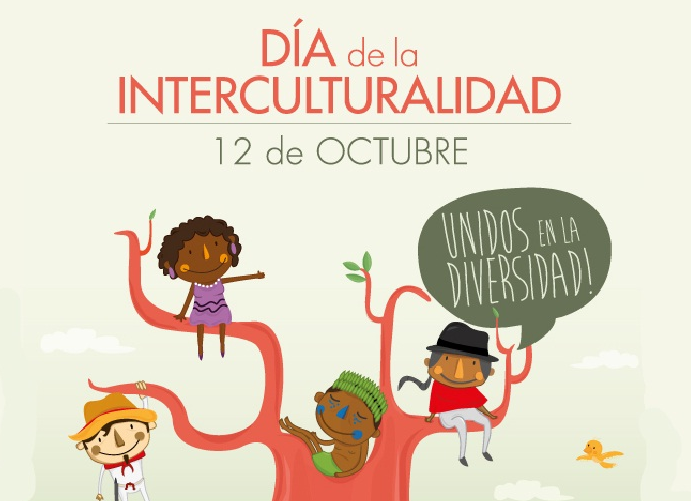 DÍA de la
INTERCULTURALIDAD
12 de OCTUBRE
UNIDOS EN LA
DIVERSIDAD!